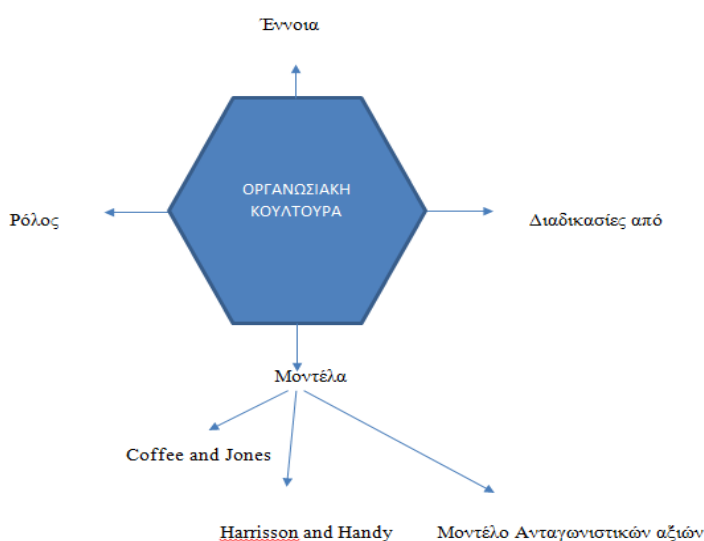 Έννοια
ΟΡΓΑΝΩΣΙΑΚΗ
ΚΟΥΛΤΟΥΡΑ
Ρόλος
Διαδικασίες από
Μοντέλα
Coffee and Jones
Harrisson and Handy
Μοντέλο Ανταγωνιστικών αξιών